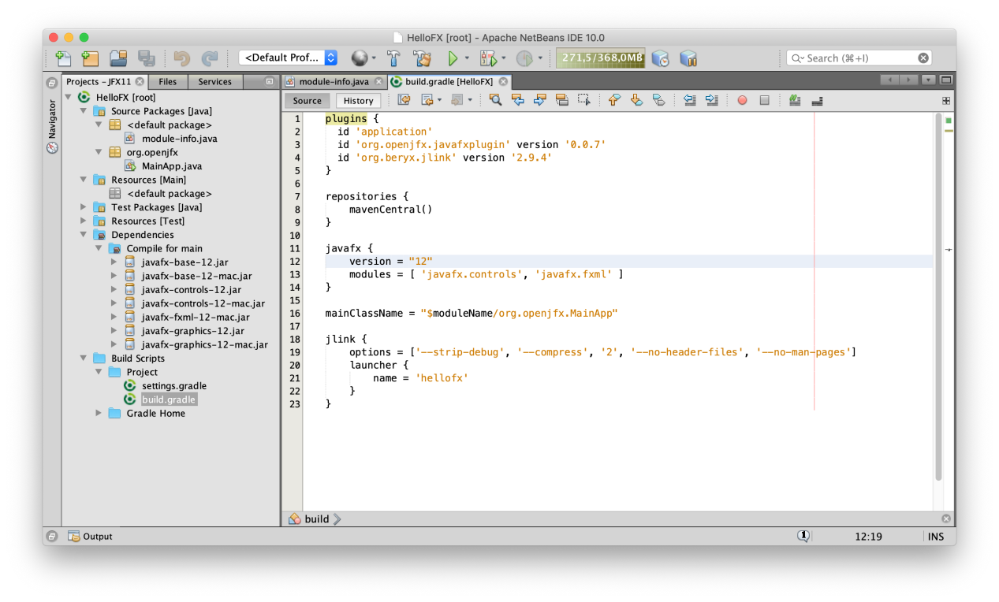 HelloFX [root] - Apache NetBeans IDE 10.0
<Default Prof...
271,5/368,0MB
Search (⌘+I)
Projects - JFX11
Files
Services
module-info.java
build.gradle [HelloFX]
Navigator
HelloFX [root]
Source Packages [Java]
<default package>
module-info.java
org.openjfx
MainApp.java
Resources [Main]
<default package>
Test Packages [Java]
Resources [Test]
Dependencies
Compile for main
javafx-base-12.jar
javafx-base-12-mac.jar
javafx-controls-12.jar
javafx-controls-12-mac.jar
javafx-fxml-12-mac.jar
javafx-graphics-12.jar
javafx-graphics-12-mac.jar
Build Scripts
Project
settings.gradle
build.gradle
Gradle Home
Source
History
1 plugins {
2 id 'application'
3 id 'org.openjfx.javafxplugin' version '0.0.7'
4 id 'org.beryx.jlink' version '2.9.4'
5 }
6
7 repositories {
8 mavenCentral()
9 }
10
11 javafx {
12 version = "12"
13 modules = [ 'javafx.controls', 'javafx.fxml' ]
14 }
15
16 mainClassName = "$moduleName/org.openjfx.MainApp"
17
18 jlink {
19 options = ['--strip-debug', '--compress', '2', '--no-header-files', '--no-man-pages']
20 launcher {
21 name = 'hellofx'
22 }
23 }
build
Output
1
12:19
INS